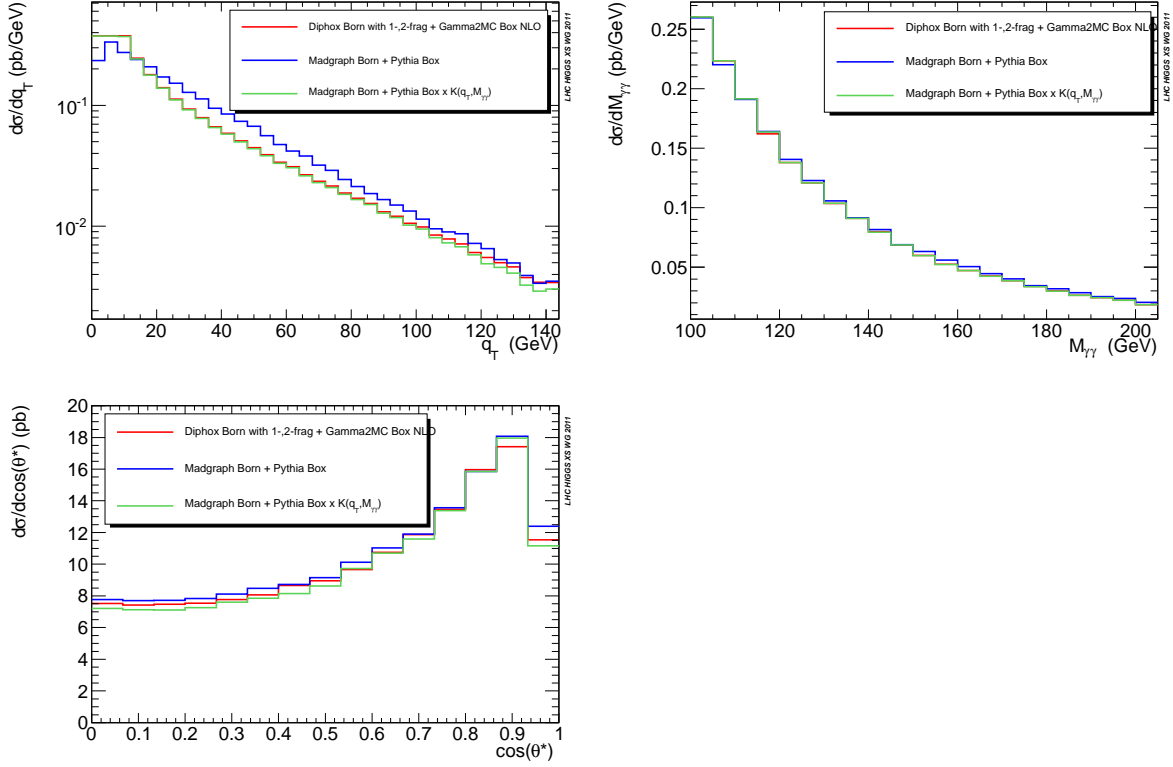 dσ/dq_T (pb/GeV)
10^-1
10^-2
Diphox Born with 1-,2-frag + Gamma2MC Box NLO
Madgraph Born + Pythia Box
Madgraph Born + Pythia Box x K(q_T,M_γγ)
LHC HIGGS XS WG 2011
0 20 40 60 80 100 120 140
q_T (GeV)
dσ/dM_γγ (pb/GeV)
0.25
0.2
0.15
0.1
0.05
Diphox Born with 1-,2-frag + Gamma2MC Box NLO
Madgraph Born + Pythia Box
Madgraph Born + Pythia Box x K(q_T,M_γγ)
LHC HIGGS XS WG 2011
100 120 140 160 180 200
M_γγ (GeV)
dσ/dcos(θ*) (pb)
20
18
16
14
12
10
8
6
4
2
0
Diphox Born with 1-,2-frag + Gamma2MC Box NLO
Madgraph Born + Pythia Box
Madgraph Born + Pythia Box x K(q_T,M_γγ)
LHC HIGGS XS WG 2011
0 0.1 0.2 0.3 0.4 0.5 0.6 0.7 0.8 0.9 1
cos(θ*)